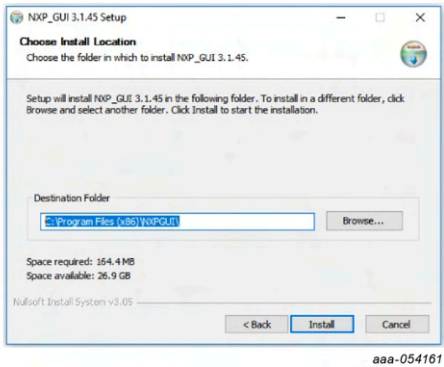 NXP_GUI 3.1.45 Setup
Choose Install Location
Choose the folder in which to install NXP_GUI 3.1.45.
Setup will install NXP_GUI 3.1.45 in the following folder. To install in a different folder, click
Browse and select another folder. Click Install to start the installation.
Destination Folder
C:\Program Files (x86)\NXPGUI\
Browse...
Space required: 164.4 MB
Space available: 26.9 GB
Nullsoft Install System v3.05
< Back
Install
Cancel
aaa-054161